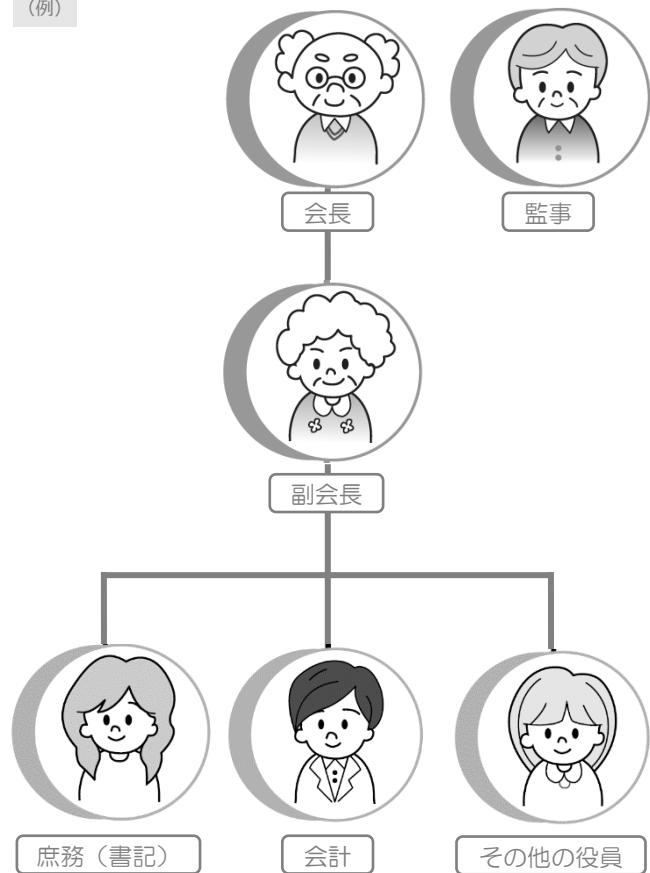 （例）
会長
監事
副会長
庶務（書記）
会計
その他の役員